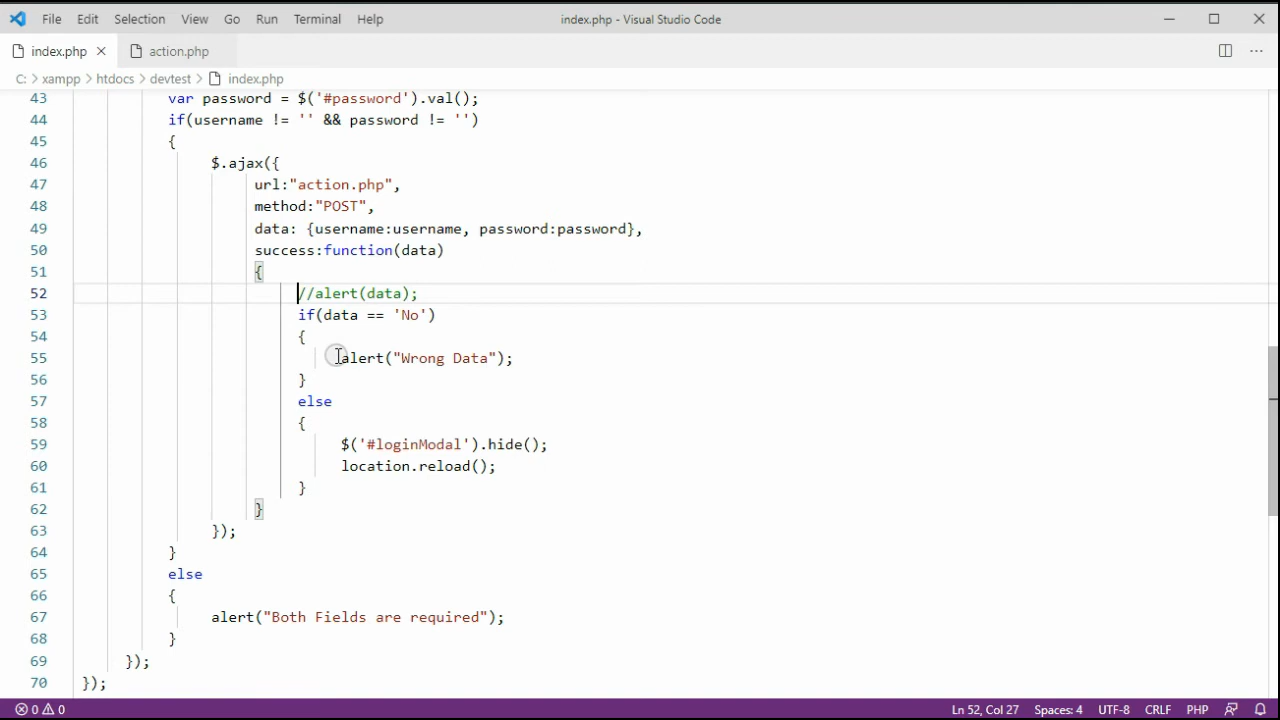 File Edit Selection View Go Run Terminal Help index.php - Visual Studio Code
index.php action.php
C: > xampp > htdocs > devtest > index.php
43 var password = $('#password').val();
44 if(username != '' && password != '')
45 {
46 $.ajax({
47 url:"action.php",
48 method:"POST",
49 data: {username:username, password:password},
50 success:function(data)
51 {
52 //alert(data);
53 if(data == 'No')
54 {
55 alert("Wrong Data");
56 }
57 else
58 {
59 $('#loginModal').hide();
60 location.reload();
61 }
62 }
63 });
64 }
65 else
66 {
67 alert("Both Fields are required");
68 }
69 });
70 });
0 0 Ln 52, Col 27 Spaces: 4 UTF-8 CRLF PHP